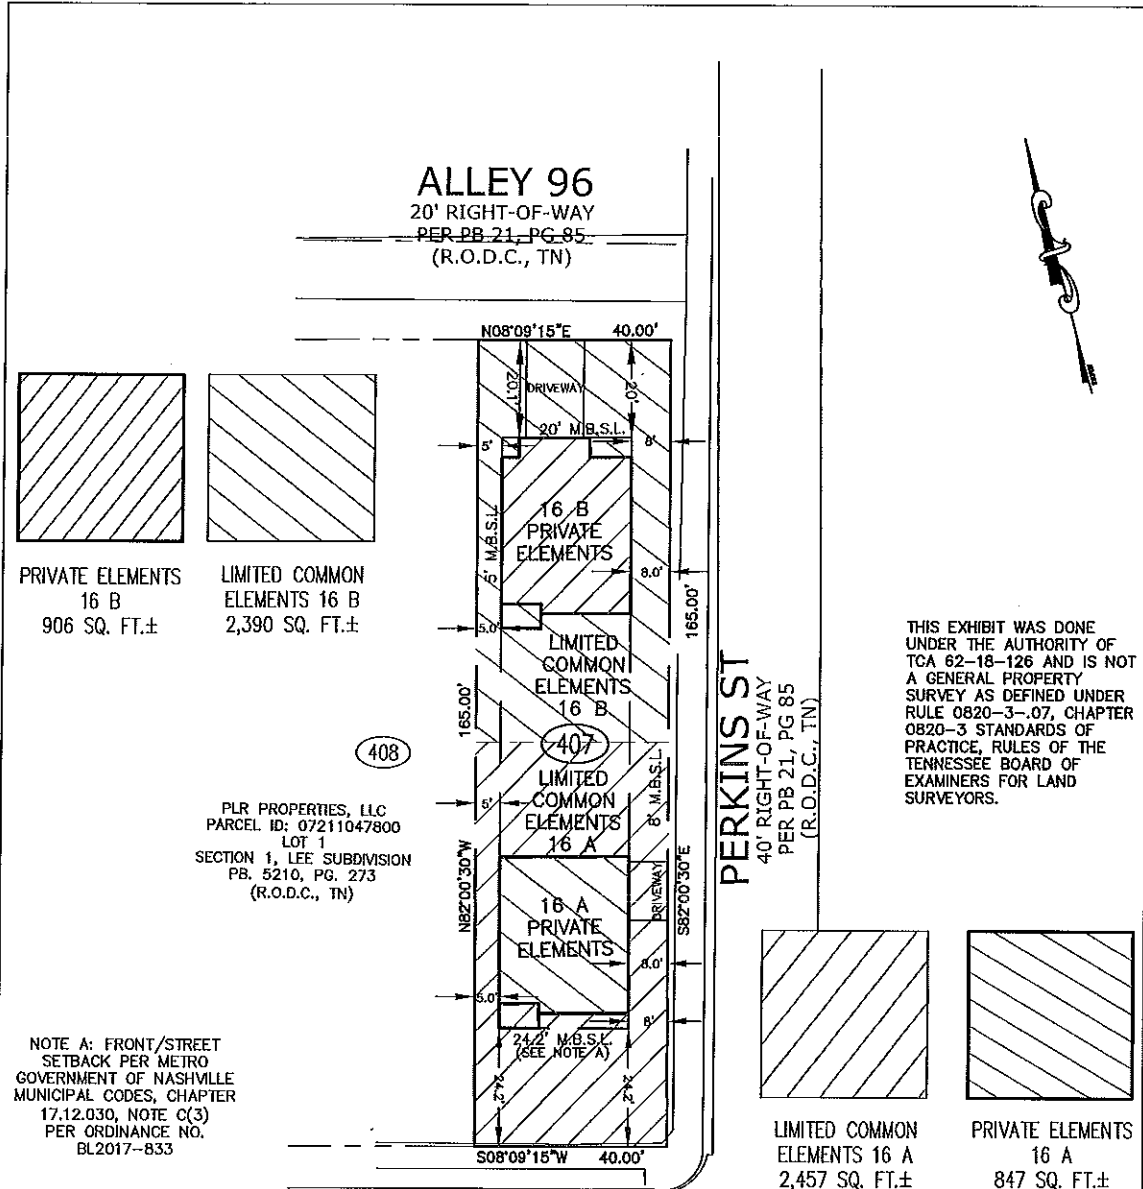 ALLEY 96
20' RIGHT-OF-WAY
PER PB 21, PG 85
(R.O.D.C., TN)
N08°09'15"E
40.00'
20.1'
DRIVEWAY
20'
20' M.B.S.L.
5'
8'
16 B
PRIVATE
ELEMENTS
5' M.B.S.L.
8.0'
5.0'
165.00'
LIMITED
COMMON
ELEMENTS
16 B
165.00'
407
408
LIMITED
COMMON
ELEMENTS
16 A
5'
8' M.B.S.L.
N82°00'30"W
S82°00'30"E
DRIVEWAY
16 A
PRIVATE
ELEMENTS
8.0'
5.0'
8'
24.2' M.B.S.L.
(SEE NOTE A)
24.2'
24.2'
S08°09'15"W
40.00'
PERKINS ST
40' RIGHT-OF-WAY
PER PB 21, PG 85
(R.O.D.C., TN)
PRIVATE ELEMENTS
16 B
906 SQ. FT.±
LIMITED COMMON
ELEMENTS 16 B
2,390 SQ. FT.±
PLR PROPERTIES, LLC
PARCEL ID: 07211047800
LOT 1
SECTION 1, LEE SUBDIVISION
PB. 5210, PG. 273
(R.O.D.C., TN)
THIS EXHIBIT WAS DONE
UNDER THE AUTHORITY OF
TCA 62-18-126 AND IS NOT
A GENERAL PROPERTY
SURVEY AS DEFINED UNDER
RULE 0820-3-.07, CHAPTER
0820-3 STANDARDS OF
PRACTICE, RULES OF THE
TENNESSEE BOARD OF
EXAMINERS FOR LAND
SURVEYORS.
NOTE A: FRONT/STREET
SETBACK PER METRO
GOVERNMENT OF NASHVILLE
MUNICIPAL CODES, CHAPTER
17.12.030, NOTE C(3)
PER ORDINANCE NO.
BL2017-833
LIMITED COMMON
ELEMENTS 16 A
2,457 SQ. FT.±
PRIVATE ELEMENTS
16 A
847 SQ. FT.±